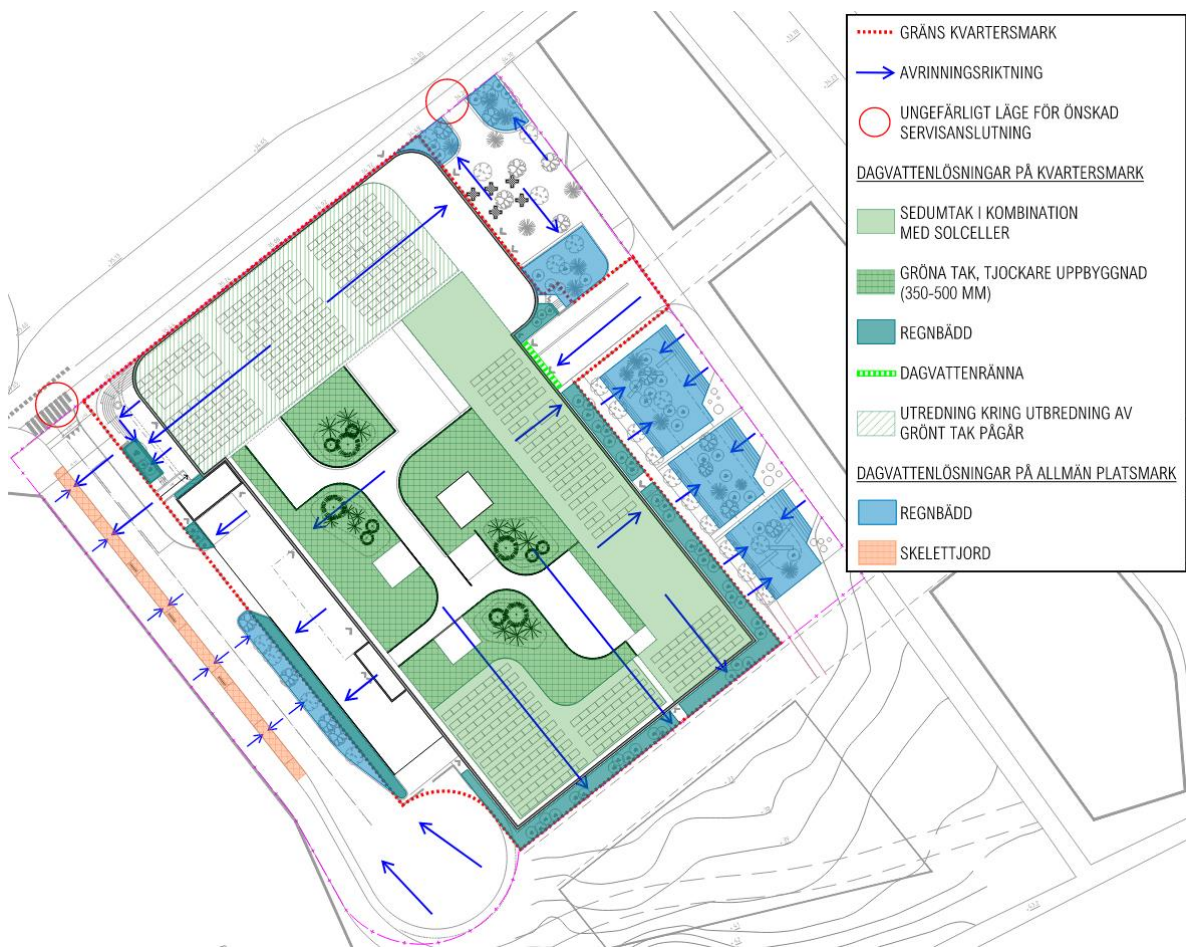 GRÄNS KVARTERSMARK
AVRINNINGSRIKTNING
UNGEFÄRLIGT LÄGE FÖR ÖNSKAD
SERVISANSLUTNING
DAGVATTENLÖSNINGAR PÅ KVARTERSMARK
SEDUMTAK I KOMBINATION
MED SOLCELLER
GRÖNA TAK, TJOCKARE UPPBYGGNAD
(350-500 MM)
REGNBÄDD
DAGVATTENRÄNNA
UTREDNING KRING UTBREDNING AV
GRÖNT TAK PÅGÅR
DAGVATTENLÖSNINGAR PÅ ALLMÄN PLATSMARK
REGNBÄDD
SKELETTJORD